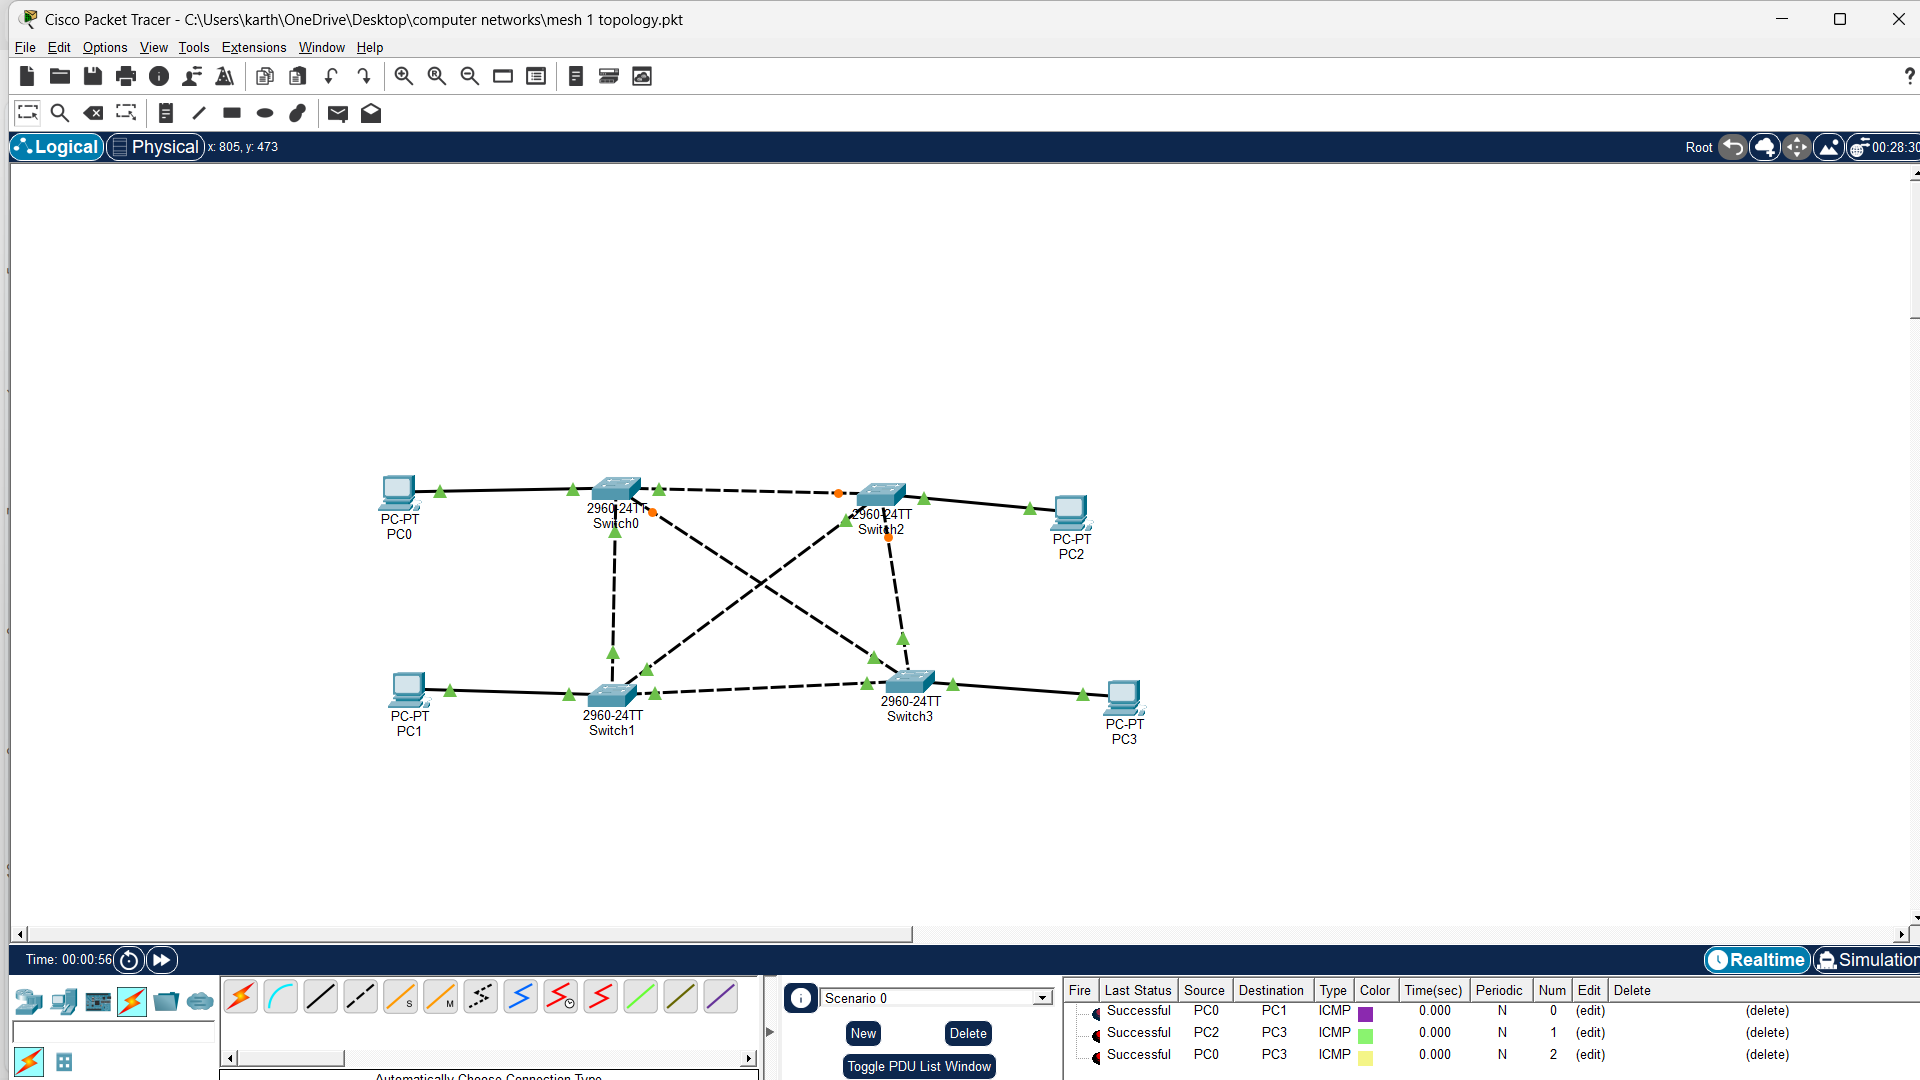 Cisco Packet Tracer - C:\Users\karth\OneDrive\Desktop\computer networks\mesh 1 topology.pkt
File Edit Options View Tools Extensions Window Help
?
Logical Physical x: 805, y: 473 Root 00:28:30
PC-PT
PC0
2960-24TT
Switch0
2960-24TT
Switch2
PC-PT
PC2
PC-PT
PC1
2960-24TT
Switch1
2960-24TT
Switch3
PC-PT
PC3
Time: 00:00:56 Realtime Simulation
S M
Automatically Choose Connection Type
Scenario 0
New Delete
Toggle PDU List Window
Fire Last Status Source Destination Type Color Time(sec) Periodic Num Edit Delete
Successful PC0 PC1 ICMP 0.000 N 0 (edit) (delete)
Successful PC2 PC3 ICMP 0.000 N 1 (edit) (delete)
Successful PC0 PC3 ICMP 0.000 N 2 (edit) (delete)